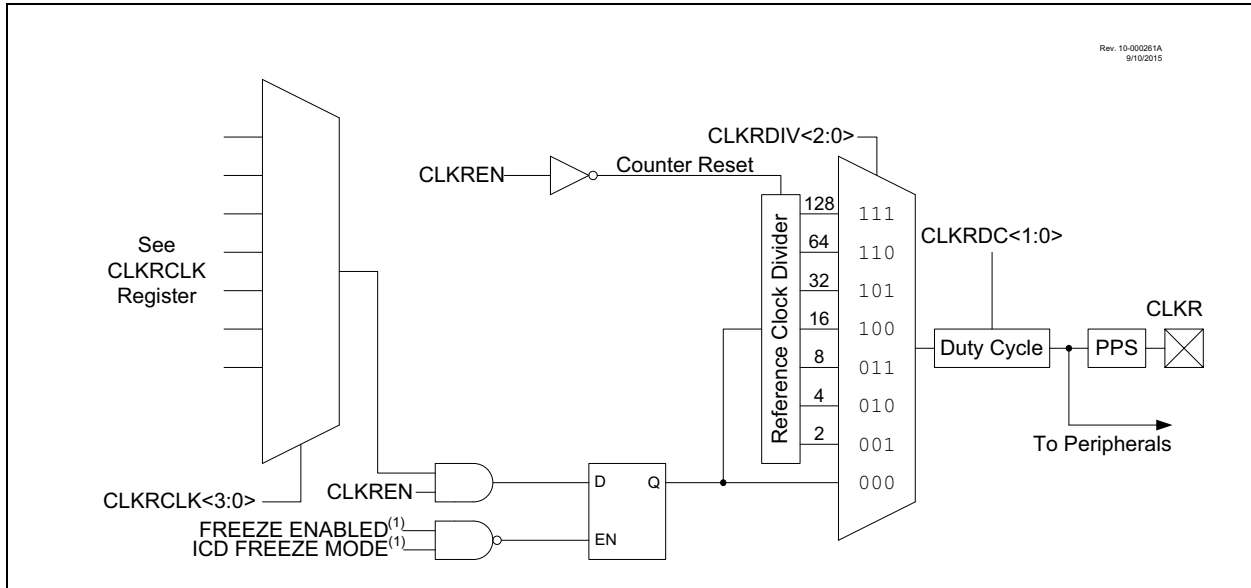 Rev. 10-000261A
9/10/2015
See
CLKRCLK
Register
CLKRCLK<3:0>
CLKREN
Counter Reset
CLKREN
FREEZE ENABLED(1)
ICD FREEZE MODE(1)
D
Q
EN
Reference Clock Divider
CLKRDIV<2:0>
128
111
64
110
32
101
16
100
8
011
4
010
2
001
000
CLKRDC<1:0>
Duty Cycle
PPS
CLKR
To Peripherals